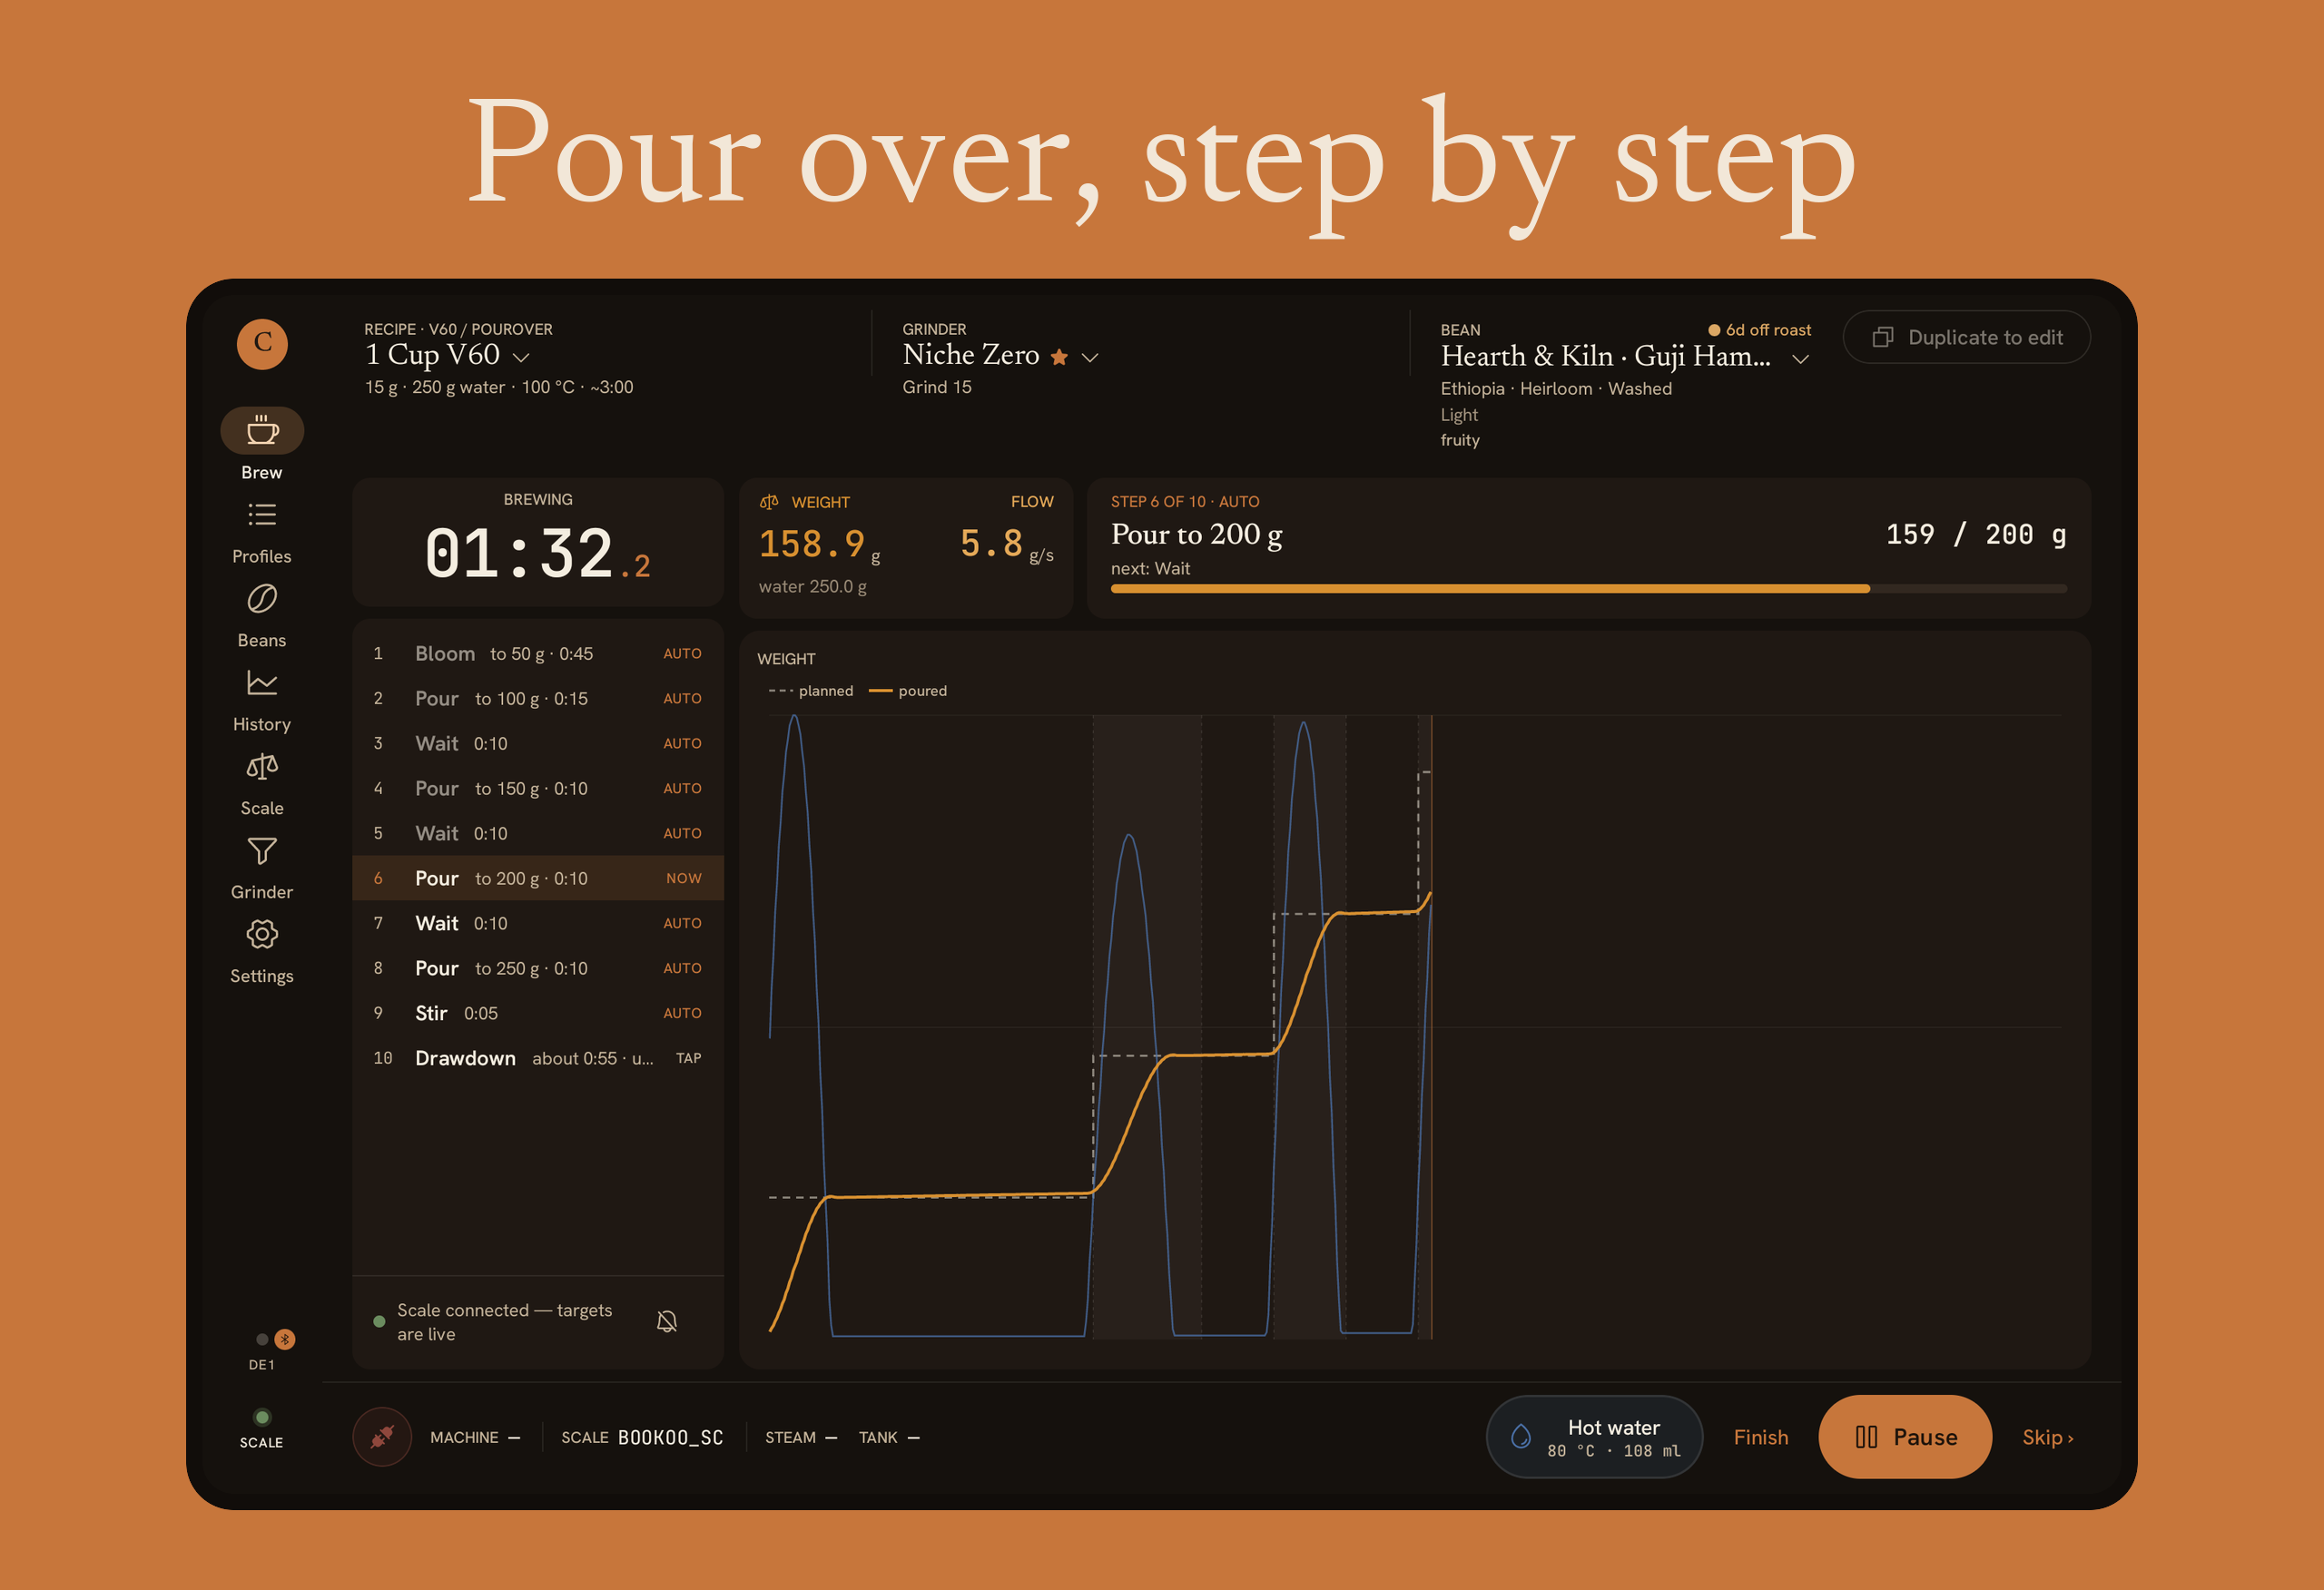 Pour over, step by step
C
Brew
Profiles
Beans
History
Scale
Grinder
Settings
DE1
SCALE
RECIPE · V60 / POUROVER
1 Cup V60
15 g · 250 g water · 100 °C · ~3:00
GRINDER
Niche Zero
Grind 15
BEAN
6d off roast
Hearth & Kiln · Guji Ham...
Ethiopia · Heirloom · Washed
Light
fruity
Duplicate to edit
BREWING
01:32.2
WEIGHT
FLOW
158.9 g
5.8 g/s
water 250.0 g
STEP 6 OF 10 · AUTO
Pour to 200 g
159 / 200 g
next: Wait
1 Bloom to 50 g · 0:45 AUTO
2 Pour to 100 g · 0:15 AUTO
3 Wait 0:10 AUTO
4 Pour to 150 g · 0:10 AUTO
5 Wait 0:10 AUTO
6 Pour to 200 g · 0:10 NOW
7 Wait 0:10 AUTO
8 Pour to 250 g · 0:10 AUTO
9 Stir 0:05 AUTO
10 Drawdown about 0:55 · u... TAP
Scale connected — targets
are live
WEIGHT
planned poured
MACHINE —
SCALE BOOKOO_SC
STEAM —
TANK —
Hot water
80 °C · 108 ml
Finish
Pause
Skip ›